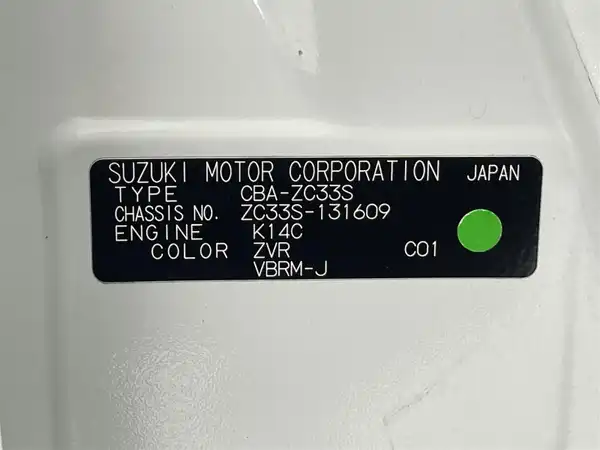 SUZUKI MOTOR CORPORATION JAPAN
TYPE CBA-ZC33S
CHASSIS NO. ZC33S-131609
ENGINE K14C
COLOR ZVR C01
VBRM-J